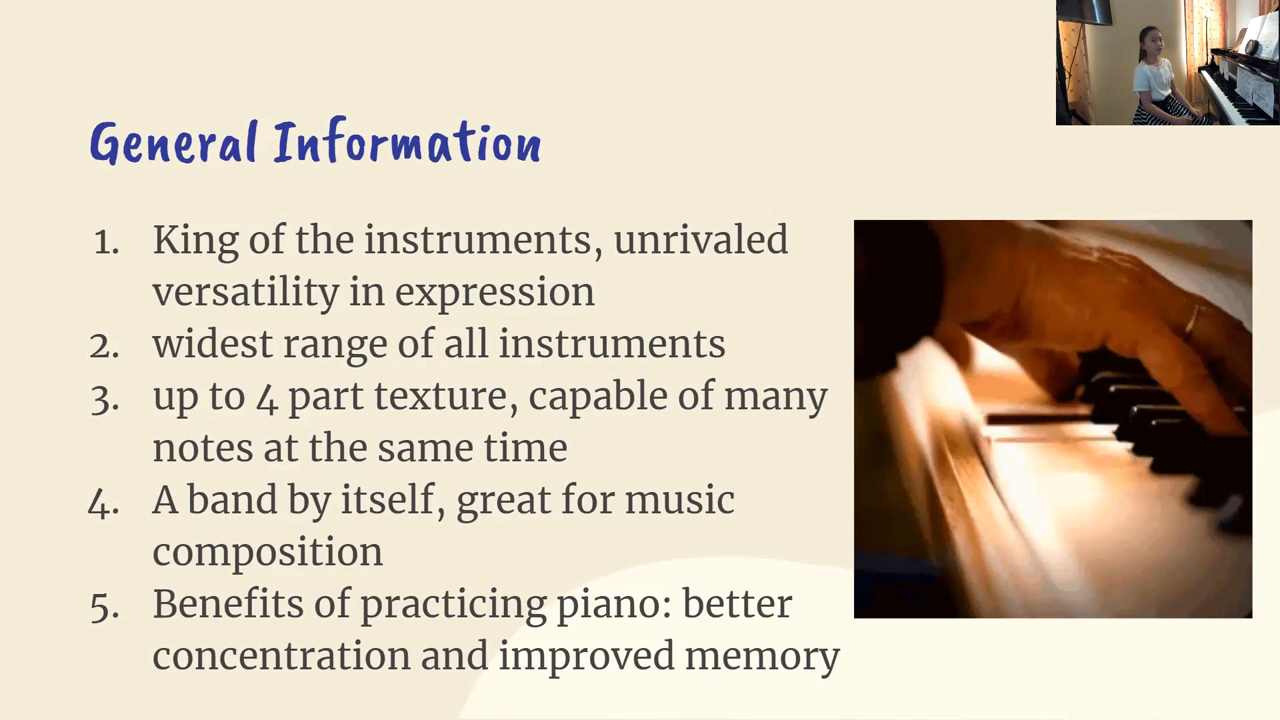 General Information
1. King of the instruments, unrivaled
versatility in expression
2. widest range of all instruments
3. up to 4 part texture, capable of many
notes at the same time
4. A band by itself, great for music
composition
5. Benefits of practicing piano: better
concentration and improved memory